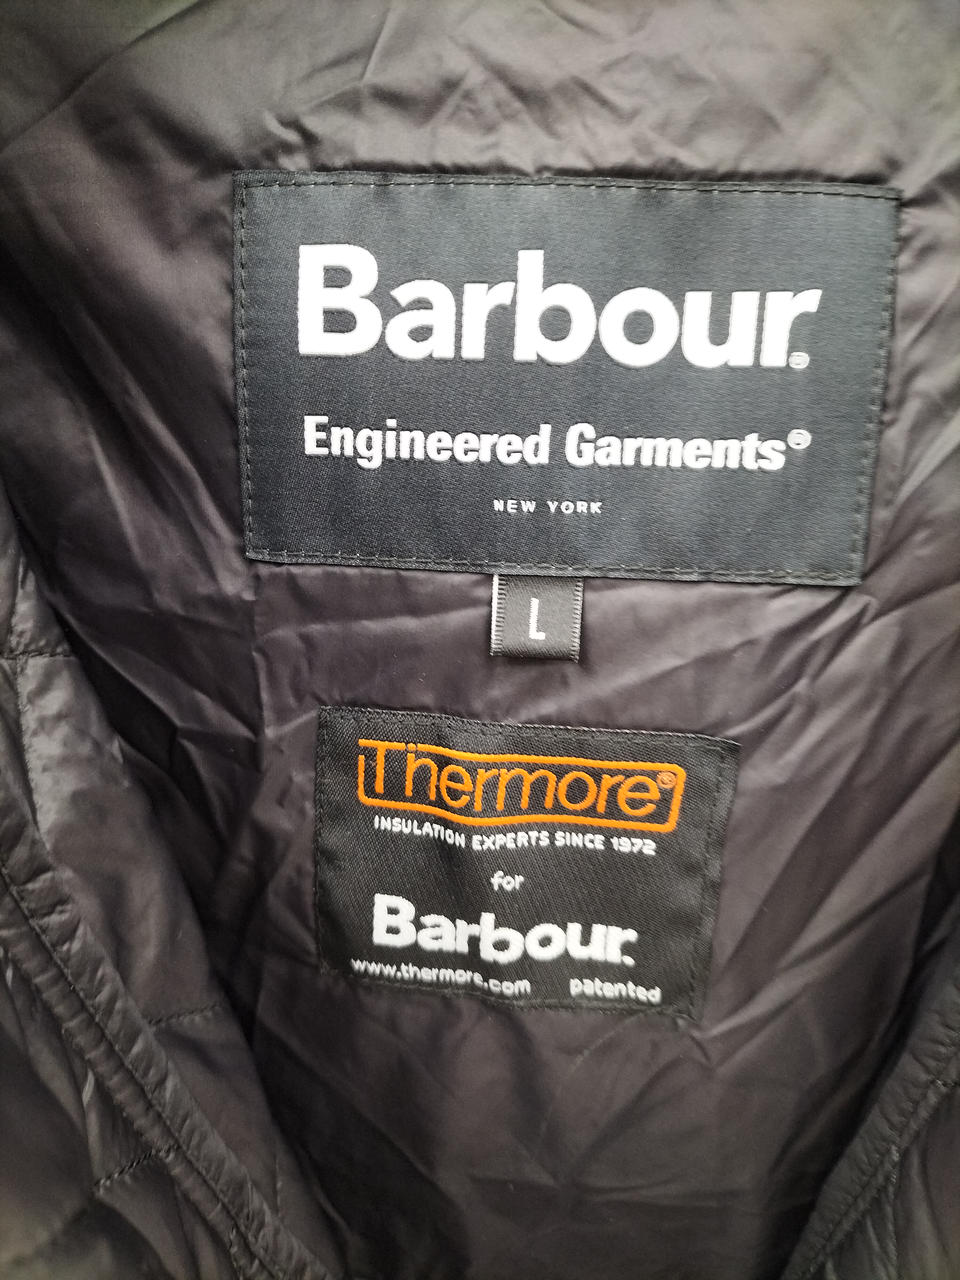 Barbour®
Engineered Garments®
NEW YORK
L
Thermore®
INSULATION EXPERTS SINCE 1972
for
Barbour.
www.thermore.com patented